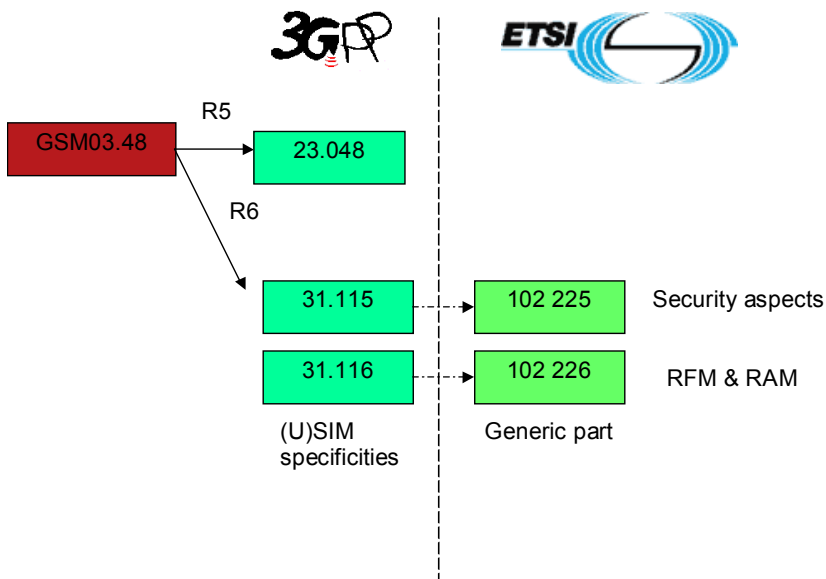 3GPP
ETSI
R5
GSM03.48
23.048
R6
31.115
102 225
Security aspects
31.116
102 226
RFM & RAM
(U)SIM
specificities
Generic part